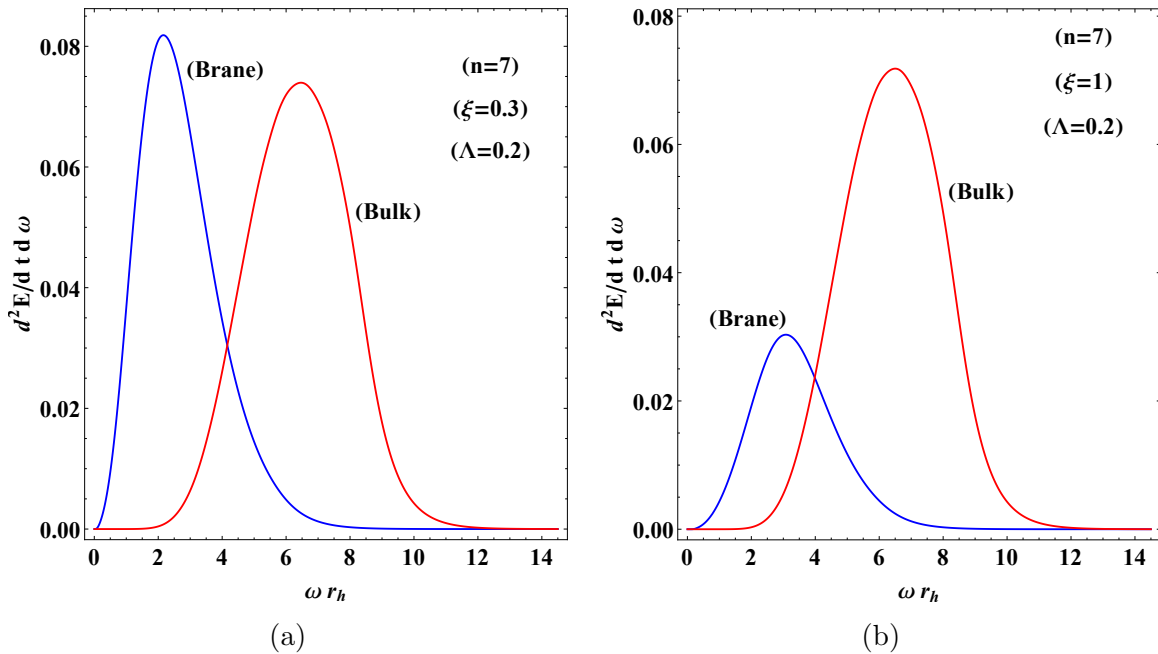 0.08
0.06
0.04
0.02
0.00
d²E/d t d ω
(Brane)
(Bulk)
(n=7)
(ξ=0.3)
(Λ=0.2)
0 2 4 6 8 10 12 14
ω r_h
(a)
0.08
0.06
0.04
0.02
0.00
d²E/d t d ω
(n=7)
(ξ=1)
(Λ=0.2)
(Bulk)
(Brane)
0 2 4 6 8 10 12 14
ω r_h
(b)